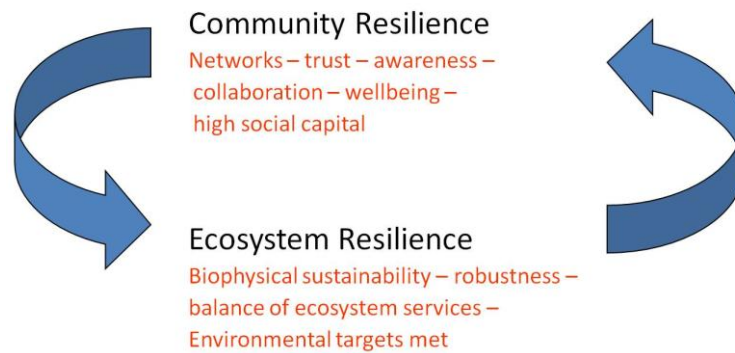 Community Resilience
Networks – trust – awareness –
collaboration – wellbeing –
high social capital
Ecosystem Resilience
Biophysical sustainability – robustness –
balance of ecosystem services –
Environmental targets met